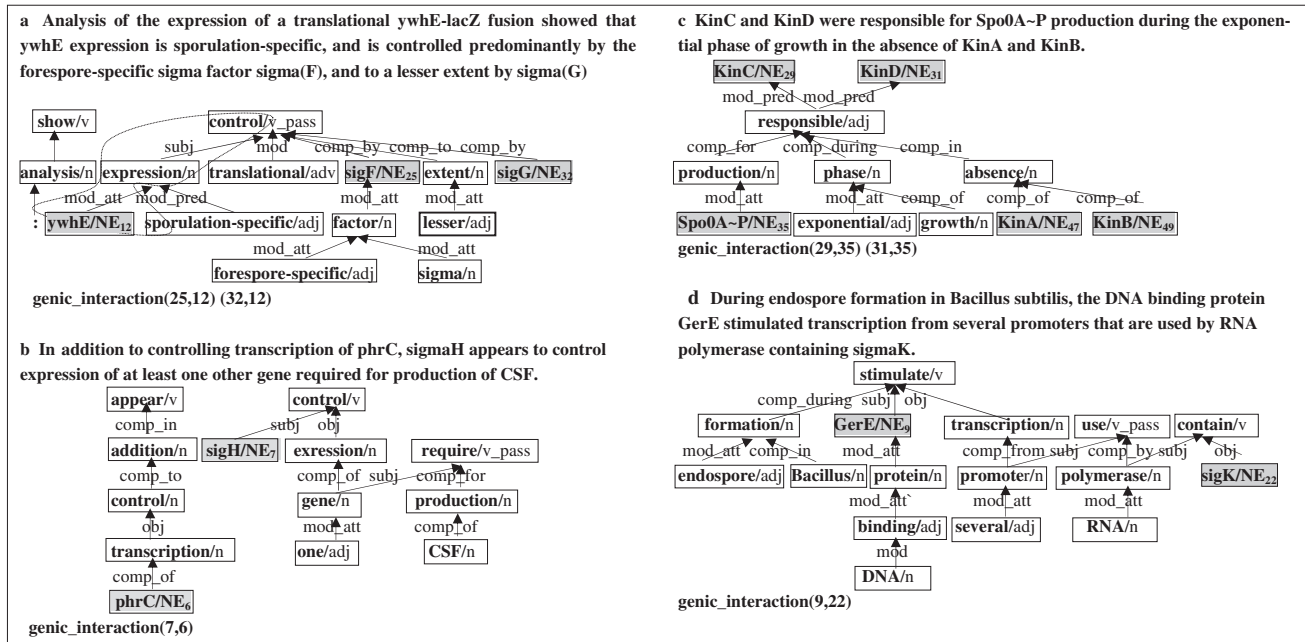 a Analysis of the expression of a translational ywhE-lacZ fusion showed that
ywhE expression is sporulation-specific, and is controlled predominantly by the
forespore-specific sigma factor sigma(F), and to a lesser extent by sigma(G)
show/v control/v_pass
subj mod comp_by comp_to comp_by
analysis/n expression/n translational/adv sigF/NE25 extent/n sigG/NE32
mod_att mod_pred mod_att mod_att
: ywhE/NE12 sporulation-specific/adj factor/n lesser/adj
mod_att mod_att
forespore-specific/adj sigma/n
genic_interaction(25,12) (32,12)
b In addition to controlling transcription of phrC, sigmaH appears to control
expression of at least one other gene required for production of CSF.
appear/v control/v
comp_in subj obj
addition/n sigH/NE7 exression/n require/v_pass
comp_to comp_of subj comp_for
control/n gene/n production/n
obj mod_att comp_of
transcription/n one/adj CSF/n
comp_of
phrC/NE6
genic_interaction(7,6)
c KinC and KinD were responsible for Spo0A~P production during the exponen-
tial phase of growth in the absence of KinA and KinB.
KinC/NE29 KinD/NE31
mod_pred mod_pred
responsible/adj
comp_for comp_during comp_in
production/n phase/n absence/n
mod_att mod_att comp_of comp_of comp_of
Spo0A~P/NE35 exponential/adj growth/n KinA/NE47 KinB/NE49
genic_interaction(29,35) (31,35)
d During endospore formation in Bacillus subtilis, the DNA binding protein
GerE stimulated transcription from several promoters that are used by RNA
polymerase containing sigmaK.
stimulate/v
comp_during subj obj
formation/n GerE/NE9 transcription/n use/v_pass contain/v
mod_att comp_in mod_att comp_from subj comp_by subj obj
endospore/adj Bacillus/n protein/n promoter/n polymerase/n sigK/NE22
mod_att` mod_att mod_att
binding/adj several/adj RNA/n
mod
DNA/n
genic_interaction(9,22)